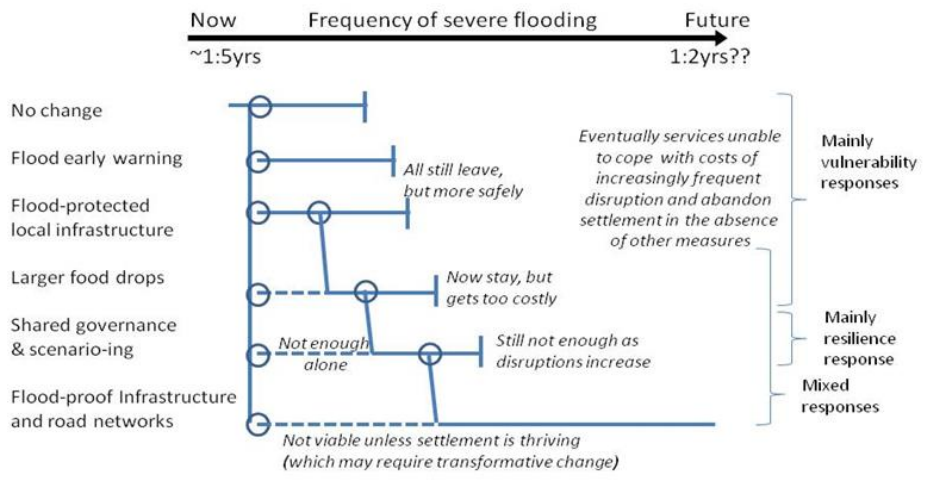 Now Frequency of severe flooding Future
~1:5yrs 1:2yrs??
No change
Flood early warning
All still leave,
but more safely
Flood-protected
local infrastructure
Larger food drops
Now stay, but
gets too costly
Shared governance
& scenario-ing
Not enough
alone
Still not enough as
disruptions increase
Flood-proof Infrastructure
and road networks
Not viable unless settlement is thriving
(which may require transformative change)
Eventually services unable
to cope with costs of
increasingly frequent
disruption and abandon
settlement in the absence
of other measures
Mainly
vulnerability
responses
Mainly
resilience
response
Mixed
responses